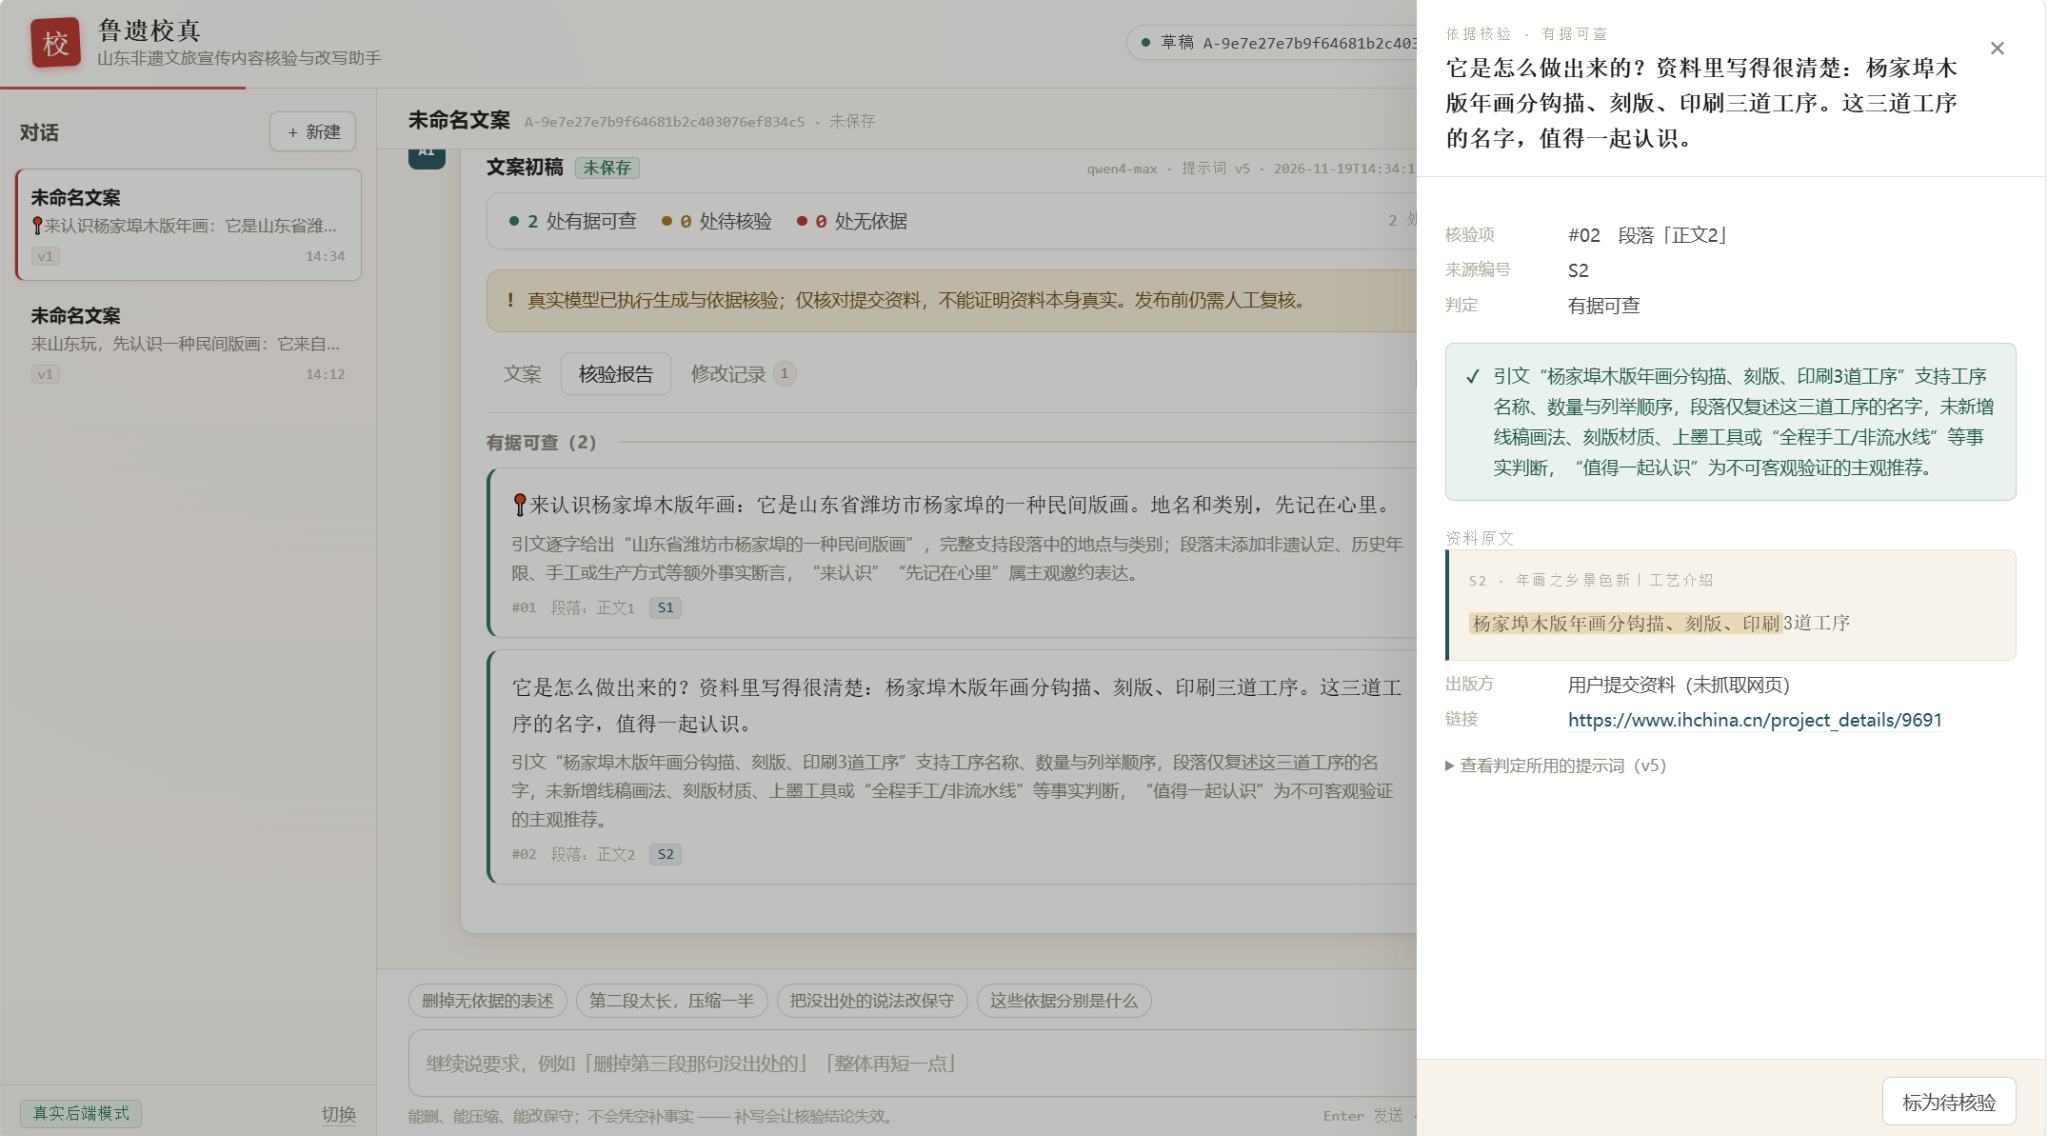 校
鲁遗校真
山东非遗文旅宣传内容核验与改写助手
草稿 A-9e7e27e7b9f64681b2c403
对话
+ 新建
未命名文案
📍来认识杨家埠木版年画：它是山东省潍...
v1
14:34
未命名文案
来山东玩，先认识一种民间版画：它来自...
v1
14:12
真实后端模式
切换
未命名文案 A-9e7e27e7b9f64681b2c403076ef834c5 · 未保存
AI
文案初稿 未保存
qwen4-max · 提示词 v5 · 2026-11-19T14:34:1
2 处有据可查 0 处待核验 0 处无依据
2 处
! 真实模型已执行生成与依据核验；仅核对提交资料，不能证明资料本身真实。发布前仍需人工复核。
文案 核验报告 修改记录 1
有据可查（2）
📍来认识杨家埠木版年画：它是山东省潍坊市杨家埠的一种民间版画。地名和类别，先记在心里。
引文逐字给出“山东省潍坊市杨家埠的一种民间版画”，完整支持段落中的地点与类别；段落未添加非遗认定、历史年
限、手工或生产方式等额外事实断言，“来认识”“先记在心里”属主观邀约表达。
#01 段落：正文1 S1
它是怎么做出来的？资料里写得很清楚：杨家埠木版年画分钩描、刻版、印刷三道工序。这三道工
序的名字，值得一起认识。
引文“杨家埠木版年画分钩描、刻版、印刷3道工序”支持工序名称、数量与列举顺序，段落仅复述这三道工序的名
字，未新增线稿画法、刻版材质、上墨工具或“全程手工/非流水线”等事实判断，“值得一起认识”为不可客观验证
的主观推荐。
#02 段落：正文2 S2
删掉无依据的表述 第二段太长，压缩一半 把没出处的说法改保守 这些依据分别是什么
继续说要求，例如「删掉第三段那句没出处的」「整体再短一点」
能删、能压缩、能改保守；不会凭空补事实 —— 补写会让核验结论失效。
Enter 发送 ·
依据核验 · 有据可查
×
它是怎么做出来的？资料里写得很清楚：杨家埠木
版年画分钩描、刻版、印刷三道工序。这三道工序
的名字，值得一起认识。
核验项 #02 段落「正文2」
来源编号 S2
判定 有据可查
✓ 引文“杨家埠木版年画分钩描、刻版、印刷3道工序”支持工序
名称、数量与列举顺序，段落仅复述这三道工序的名字，未新增
线稿画法、刻版材质、上墨工具或“全程手工/非流水线”等事
实判断，“值得一起认识”为不可客观验证的主观推荐。
资料原文
S2 · 年画之乡景色新｜工艺介绍
杨家埠木版年画分钩描、刻版、印刷3道工序
出版方 用户提交资料（未抓取网页）
链接 https://www.ihchina.cn/project_details/9691
▶ 查看判定所用的提示词（v5）
标为待核验